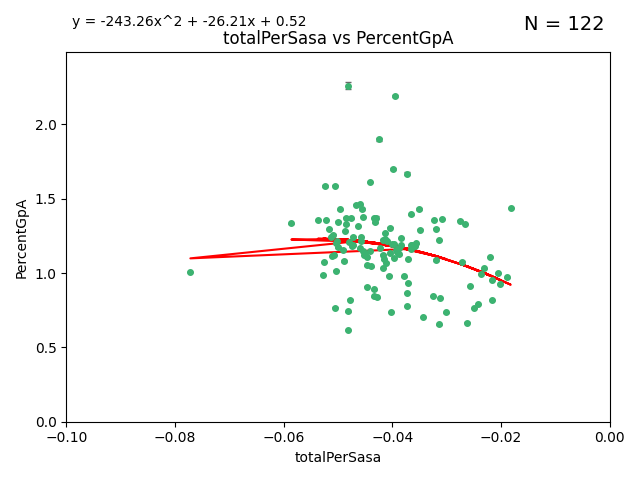 y = -243.26x^2 + -26.21x + 0.52
N = 122
totalPerSasa vs PercentGpA
PercentGpA
2.0
1.5
1.0
0.5
0.0
−0.10 −0.08 −0.06 −0.04 −0.02 0.00
totalPerSasa